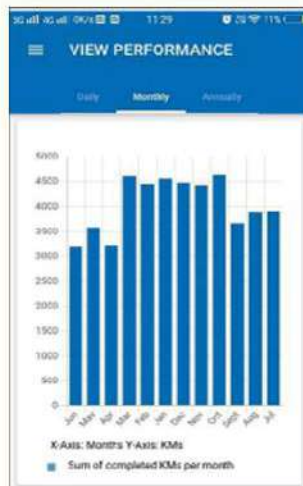 11:29
11%
VIEW PERFORMANCE
Daily Monthly Annually
5000
4500
4000
3500
3000
2500
2000
1500
1000
500
0
Jun May Apr Mar Feb Jan Dec Nov Oct Sept Aug Jul
X-Axis: Months Y-Axis: KMs
Sum of completed KMs per month